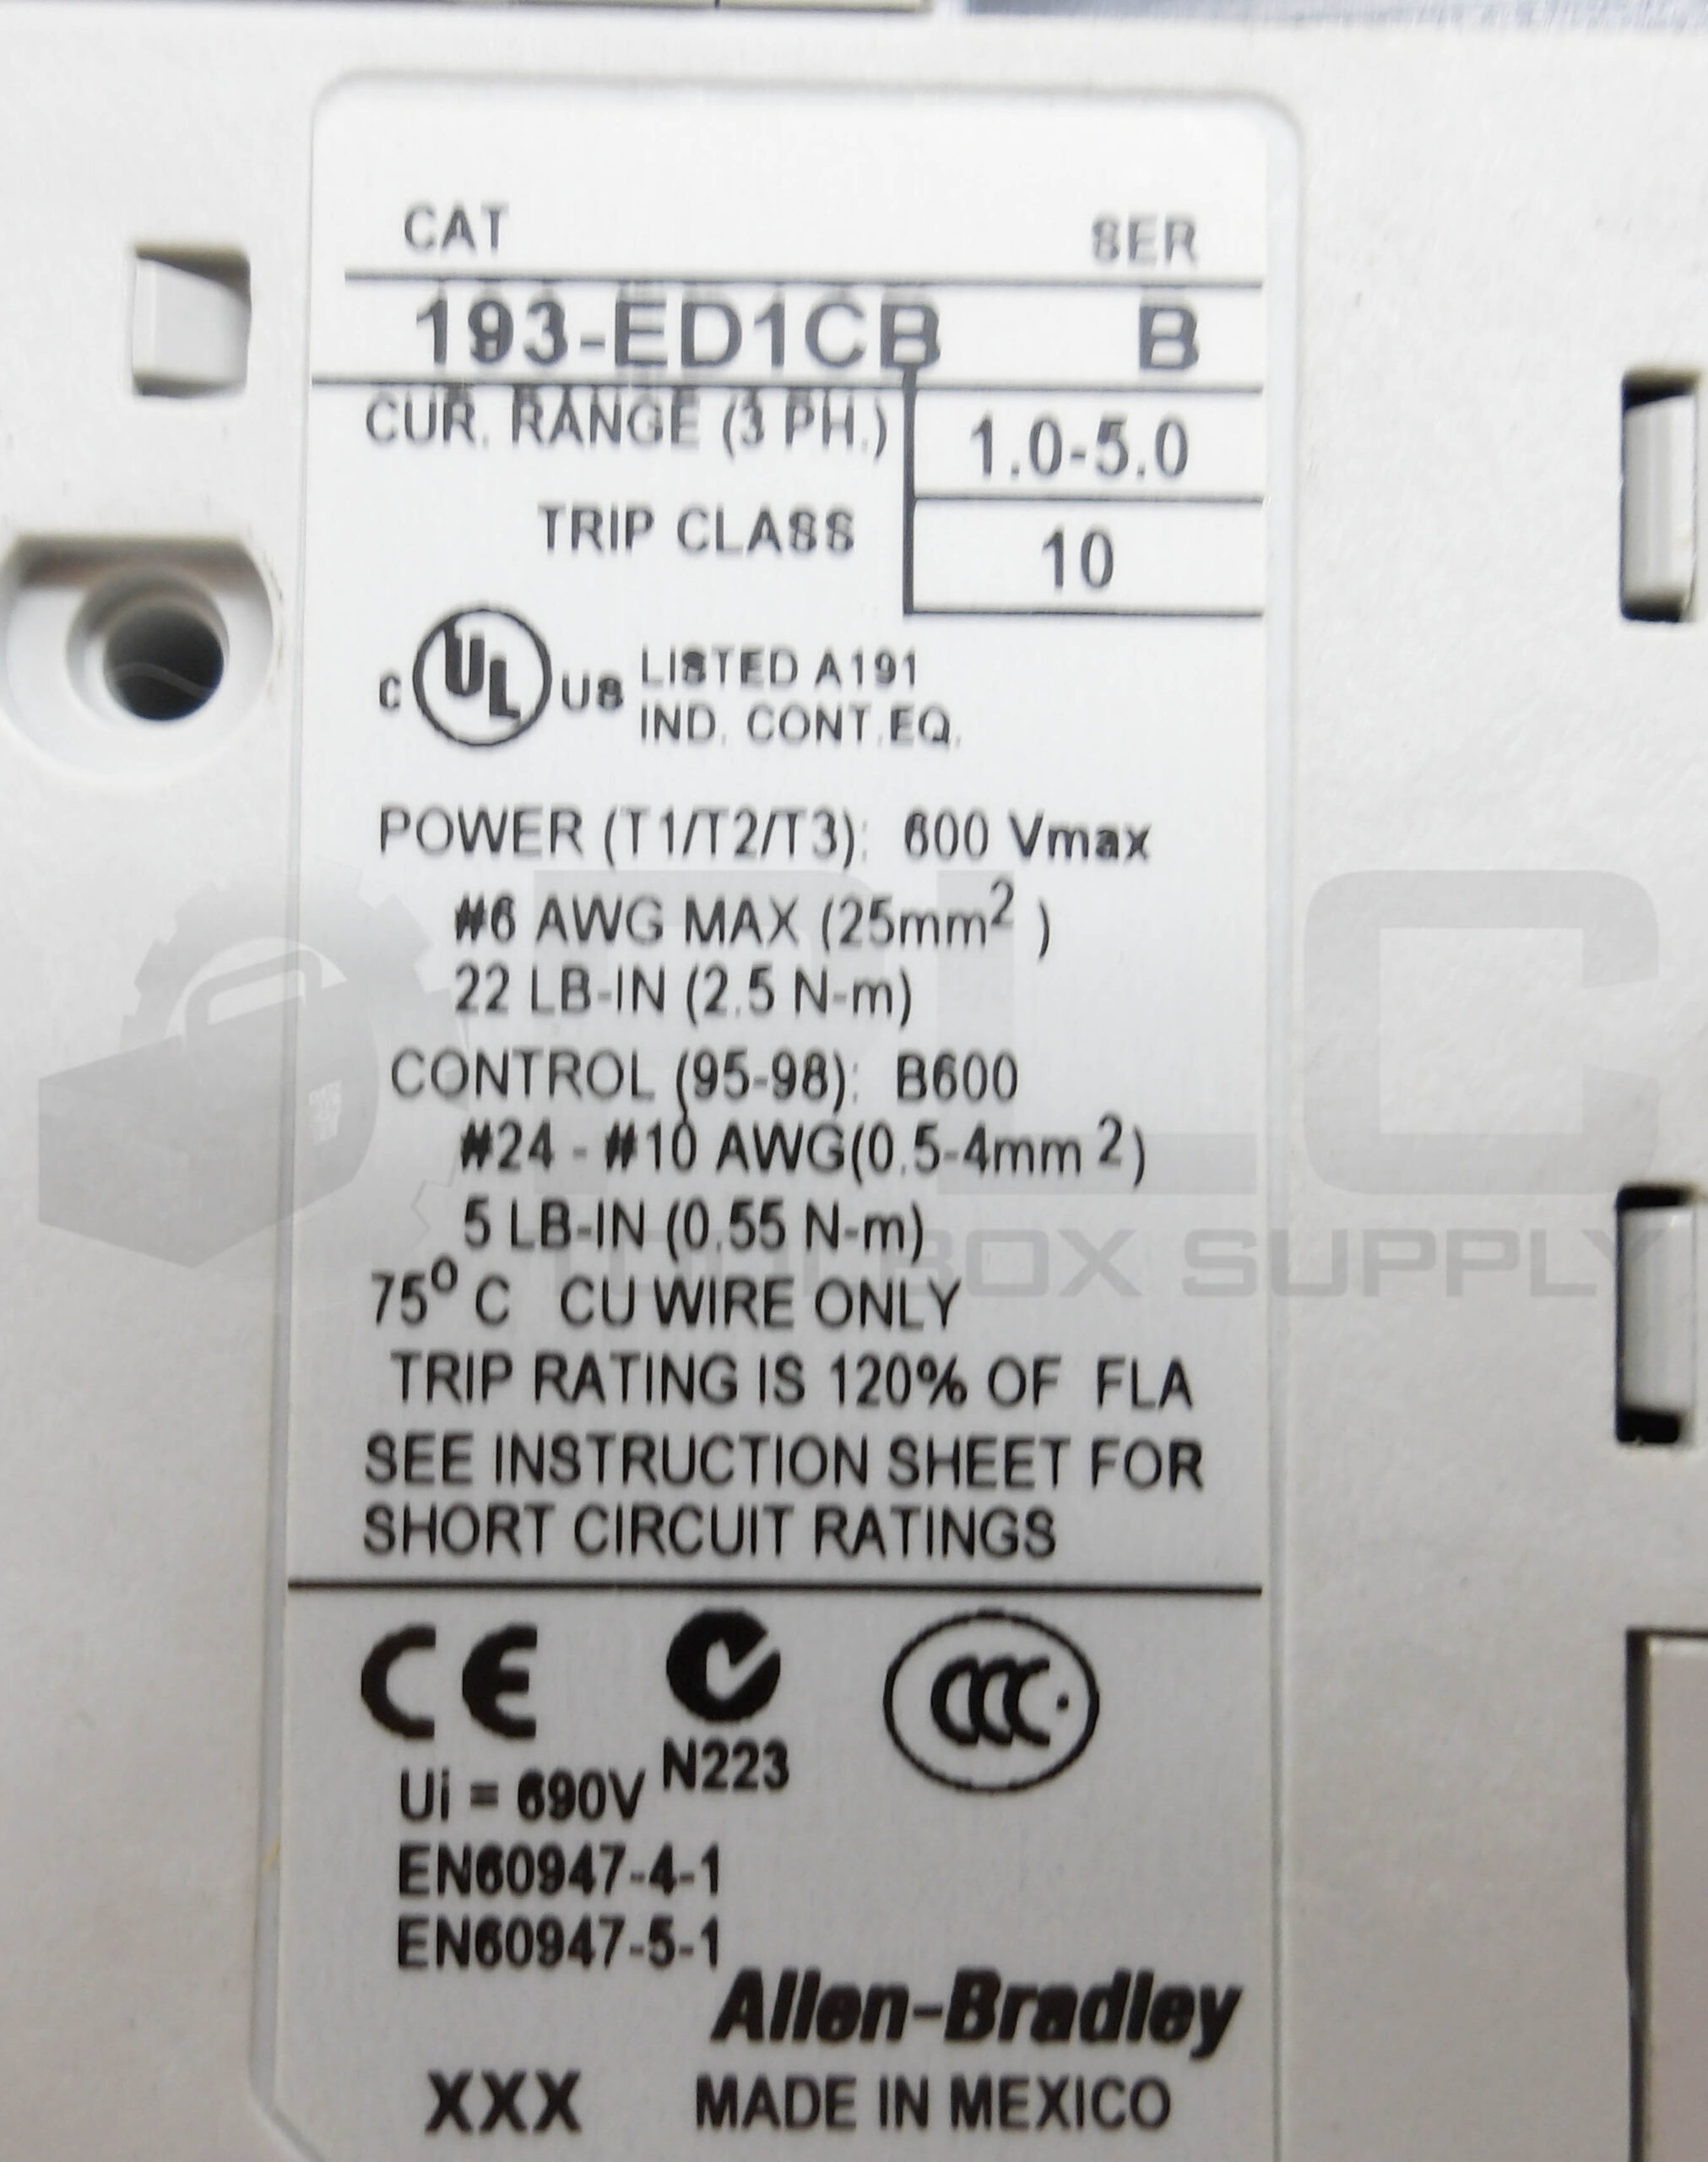 CAT SER
193-ED1CB B
CUR. RANGE (3 PH.) 1.0-5.0
TRIP CLASS 10
C UL US LISTED A191
IND. CONT.EQ.
POWER (T1/T2/T3): 600 Vmax
#6 AWG MAX (25mm²)
22 LB-IN (2.5 N-m)
CONTROL (95-98): B600
#24 - #10 AWG(0.5-4mm²)
5 LB-IN (0.55 N-m)
75°C CU WIRE ONLY
TRIP RATING IS 120% OF FLA
SEE INSTRUCTION SHEET FOR
SHORT CIRCUIT RATINGS
CE CCC
N223
Ui = 690V
EN60947-4-1
EN60947-5-1
Allen-Bradley
XXX MADE IN MEXICO
PLC
TOOLBOX SUPPLY